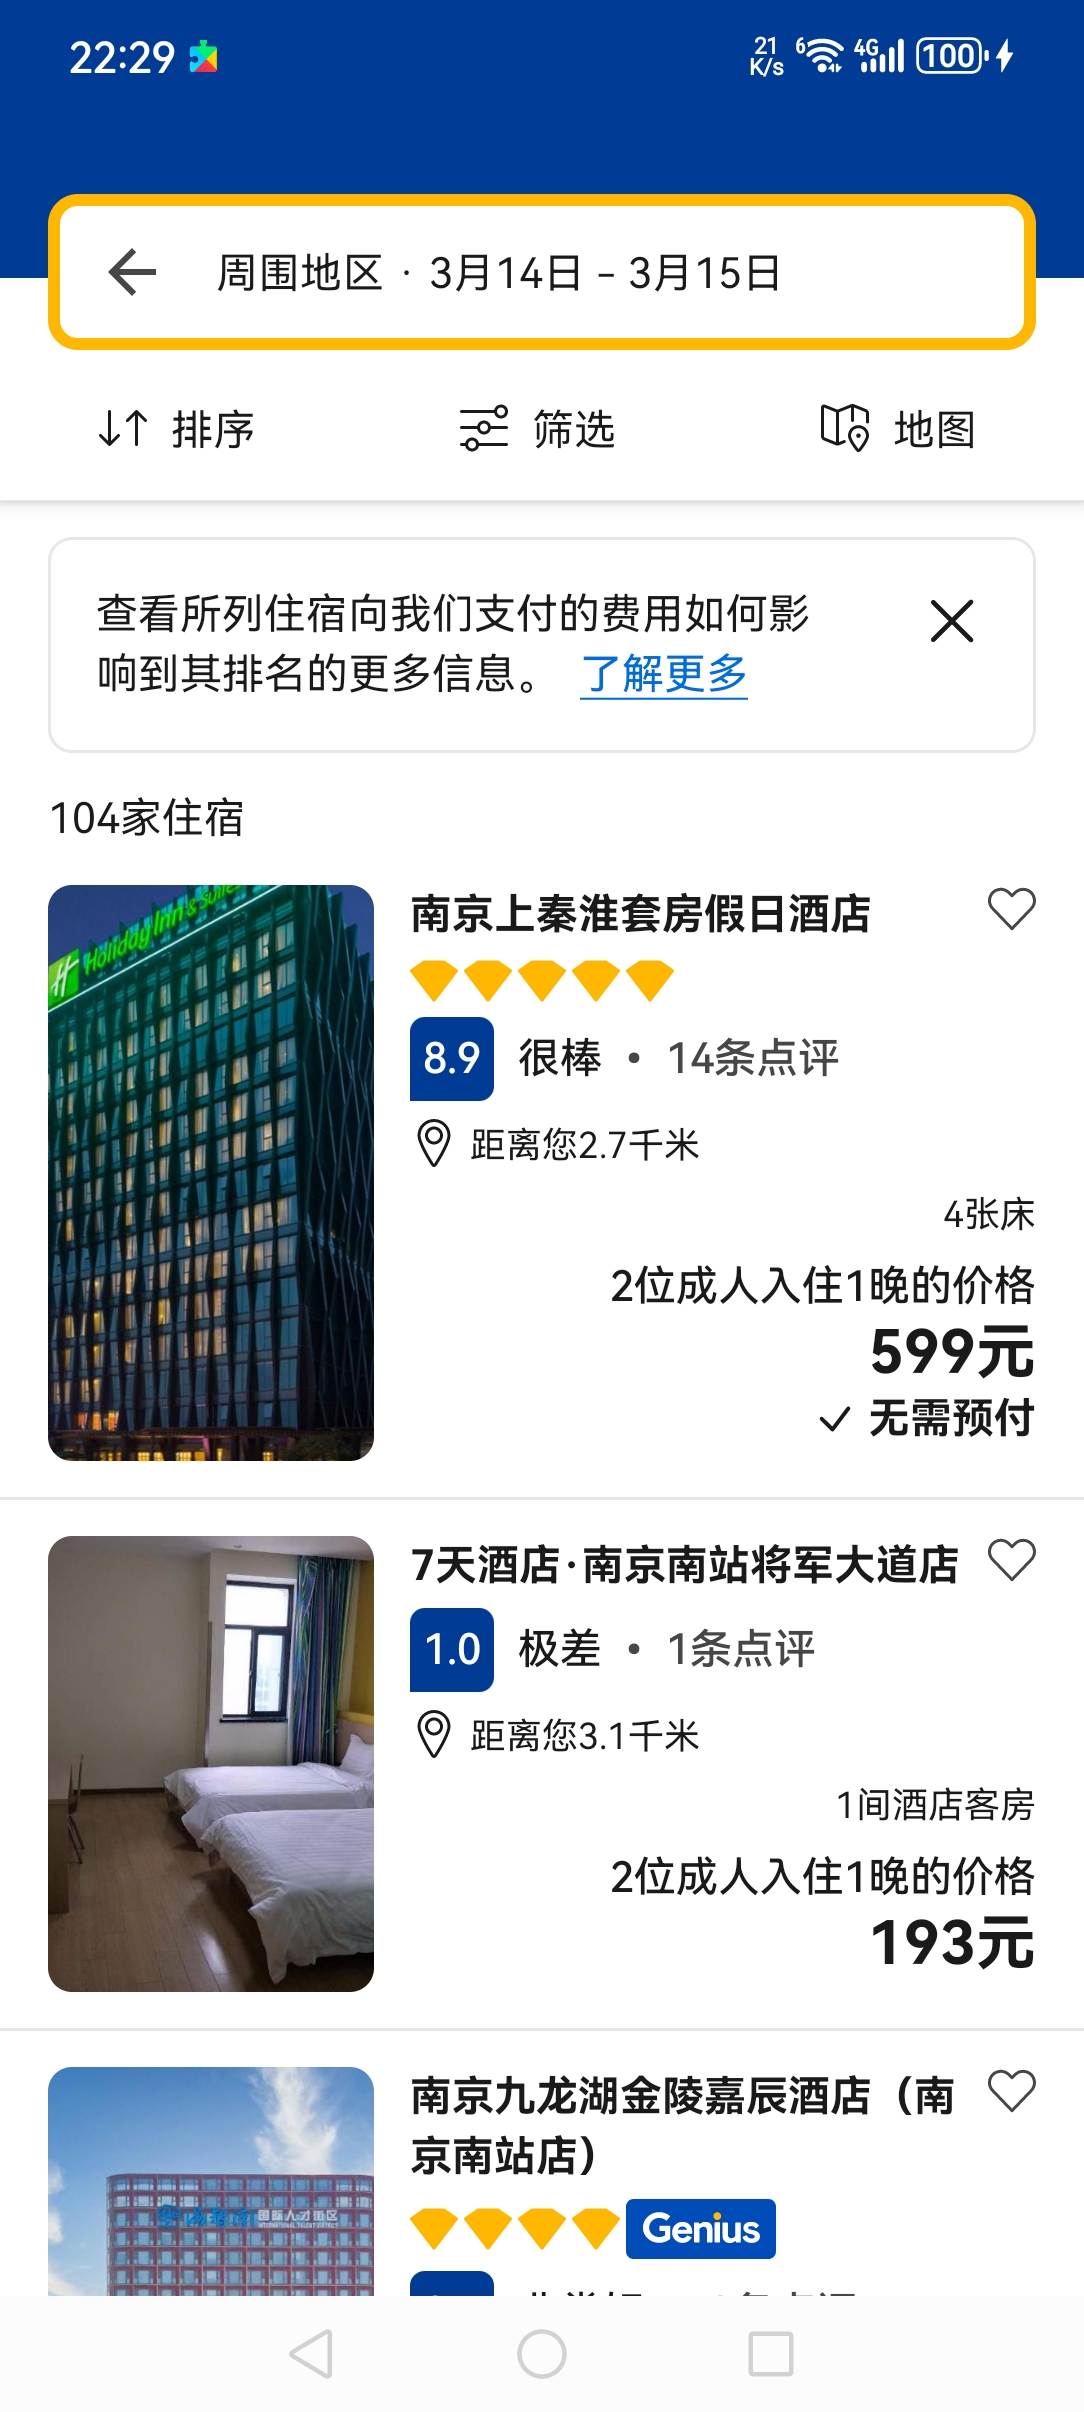 22:29
21 K/s
6
4G
100
周围地区 · 3月14日 – 3月15日
排序
筛选
地图
查看所列住宿向我们支付的费用如何影
响到其排名的更多信息。 了解更多
104家住宿
Holiday Inn & Suites
南京上秦淮套房假日酒店
8.9 很棒 • 14条点评
距离您2.7千米
4张床
2位成人入住1晚的价格
599元
无需预付
7天酒店·南京南站将军大道店
1.0 极差 • 1条点评
距离您3.1千米
1间酒店客房
2位成人入住1晚的价格
193元
南京九龙湖金陵嘉辰酒店（南
京南站店）
Genius
国际人才街区
INTERNATIONAL TALENT DISTRICT